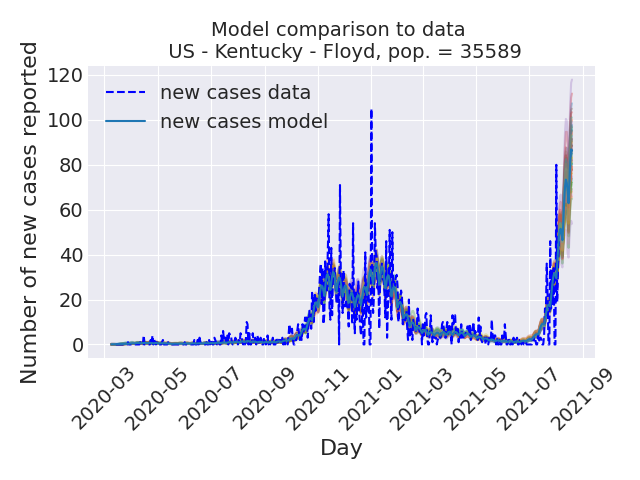 Model comparison to data
US - Kentucky - Floyd, pop. = 35589
Number of new cases reported
120
100
80
60
40
20
0
new cases data
new cases model
2020-03
2020-05
2020-07
2020-09
2020-11
2021-01
2021-03
2021-05
2021-07
2021-09
Day